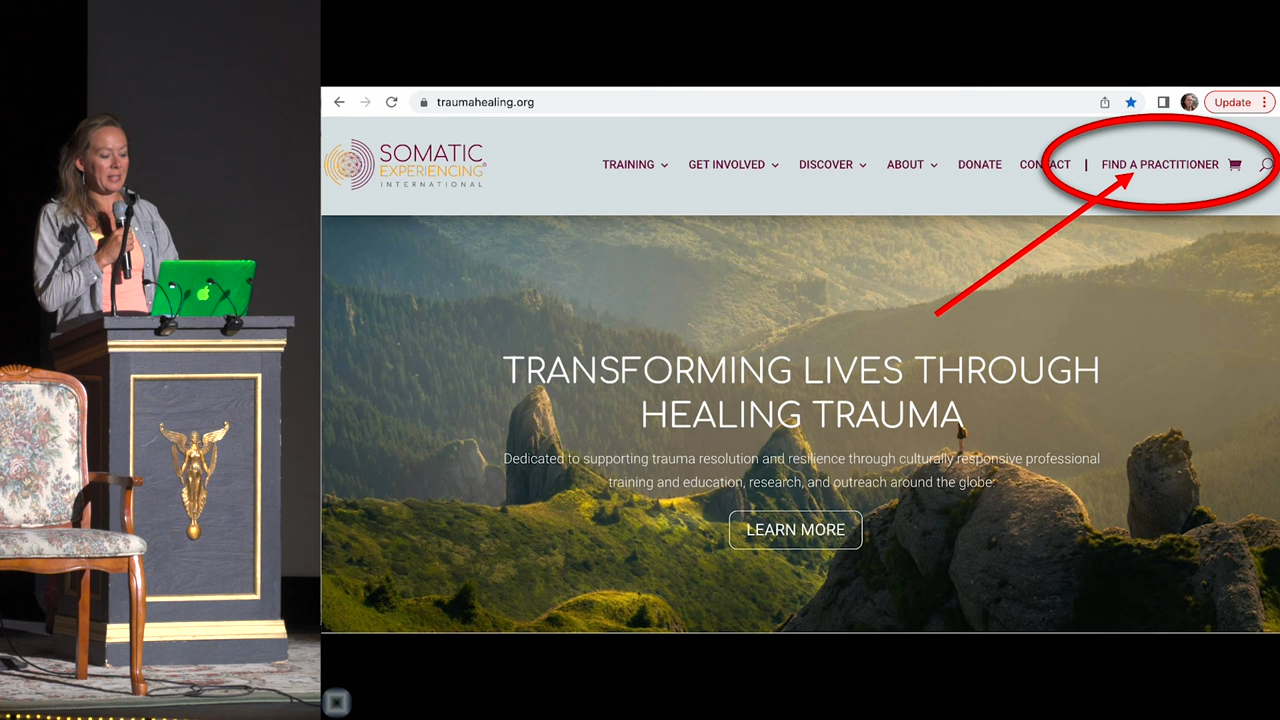 traumahealing.org
Update
SOMATIC
EXPERIENCING®
INTERNATIONAL
TRAINING GET INVOLVED DISCOVER ABOUT DONATE CONTACT | FIND A PRACTITIONER
TRANSFORMING LIVES THROUGH
HEALING TRAUMA
Dedicated to supporting trauma resolution and resilience through culturally responsive professional
training and education, research, and outreach around the globe.
LEARN MORE